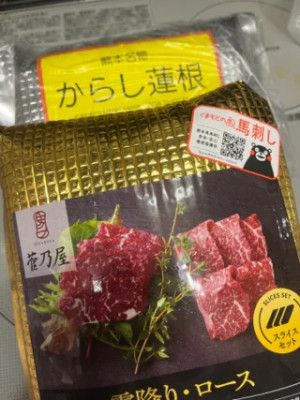 熊本名物
からし蓮根
くまもとの馬刺し
菅乃屋
SLICES SET
スライス
セット
霜降り・ロース